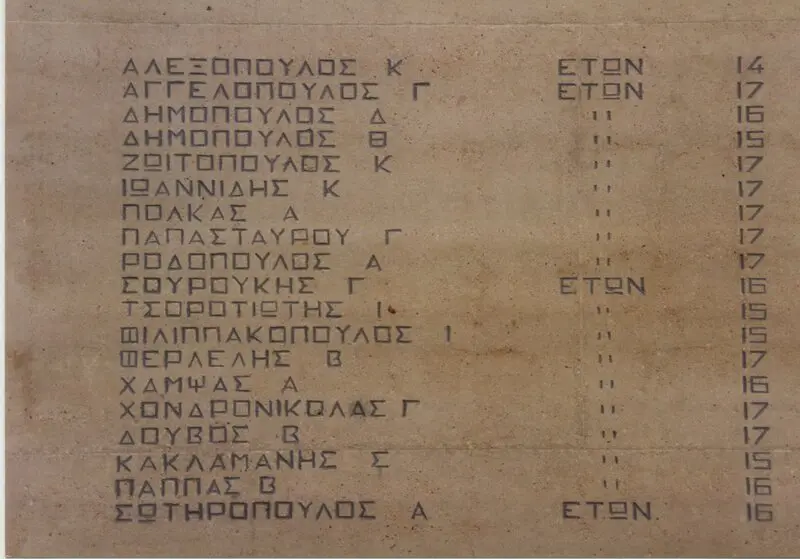 ΑΛΕΞΟΠΟΥΛΟΣ Κ ΕΤΩΝ 14
ΑΓΓΕΛΟΠΟΥΛΟΣ Γ ΕΤΩΝ 17
ΔΗΜΟΠΟΥΛΟΣ Δ '' 16
ΔΗΜΟΠΟΥΛΟΣ Θ '' 15
ΖΩΙΤΟΠΟΥΛΟΣ Κ '' 17
ΙΩΑΝΝΙΔΗΣ Κ '' 17
ΠΟΛΚΑΣ Α '' 17
ΠΑΠΑΣΤΑΥΡΟΥ Γ '' 17
ΡΟΔΟΠΟΥΛΟΣ Α '' 17
ΣΟΥΡΟΥΚΗΣ Γ ΕΤΩΝ 16
ΤΣΟΡΟΤΙΩΤΗΣ Ι '' 15
ΦΙΛΙΠΠΑΚΟΠΟΥΛΟΣ Ι '' 15
ΦΕΡΛΕΛΗΣ Β '' 17
ΧΑΜΨΑΣ Α '' 16
ΧΟΝΔΡΟΝΙΚΩΛΑΣ Γ '' 17
ΔΟΥΒΟΣ Β '' 17
ΚΑΚΛΑΜΑΝΗΣ Σ '' 15
ΠΑΠΠΑΣ Β '' 16
ΣΩΤΗΡΟΠΟΥΛΟΣ Α ΕΤΩΝ 16